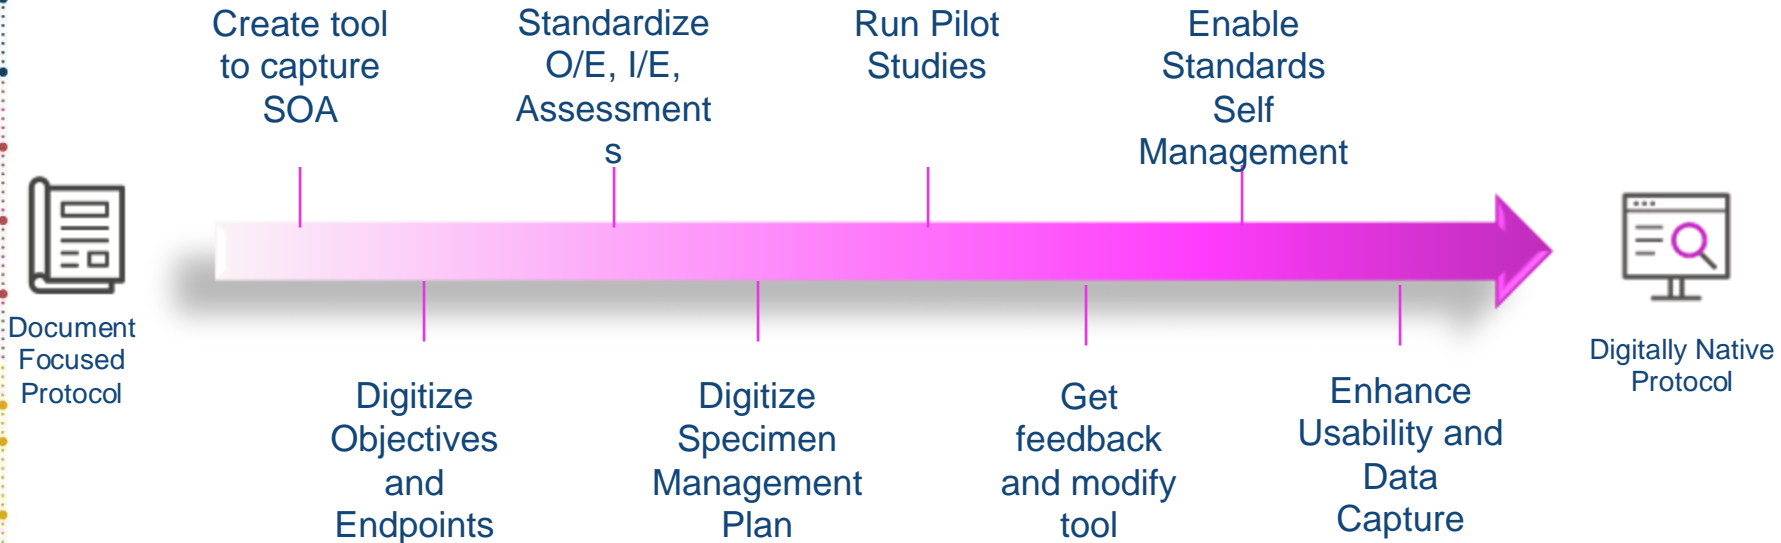 Create tool
to capture
SOA
Standardize
O/E, I/E,
Assessment
s
Run Pilot
Studies
Enable
Standards
Self
Management
Document
Focused
Protocol
Digitally Native
Protocol
Digitize
Objectives
and
Endpoints
Digitize
Specimen
Management
Plan
Get
feedback
and modify
tool
Enhance
Usability and
Data
Capture